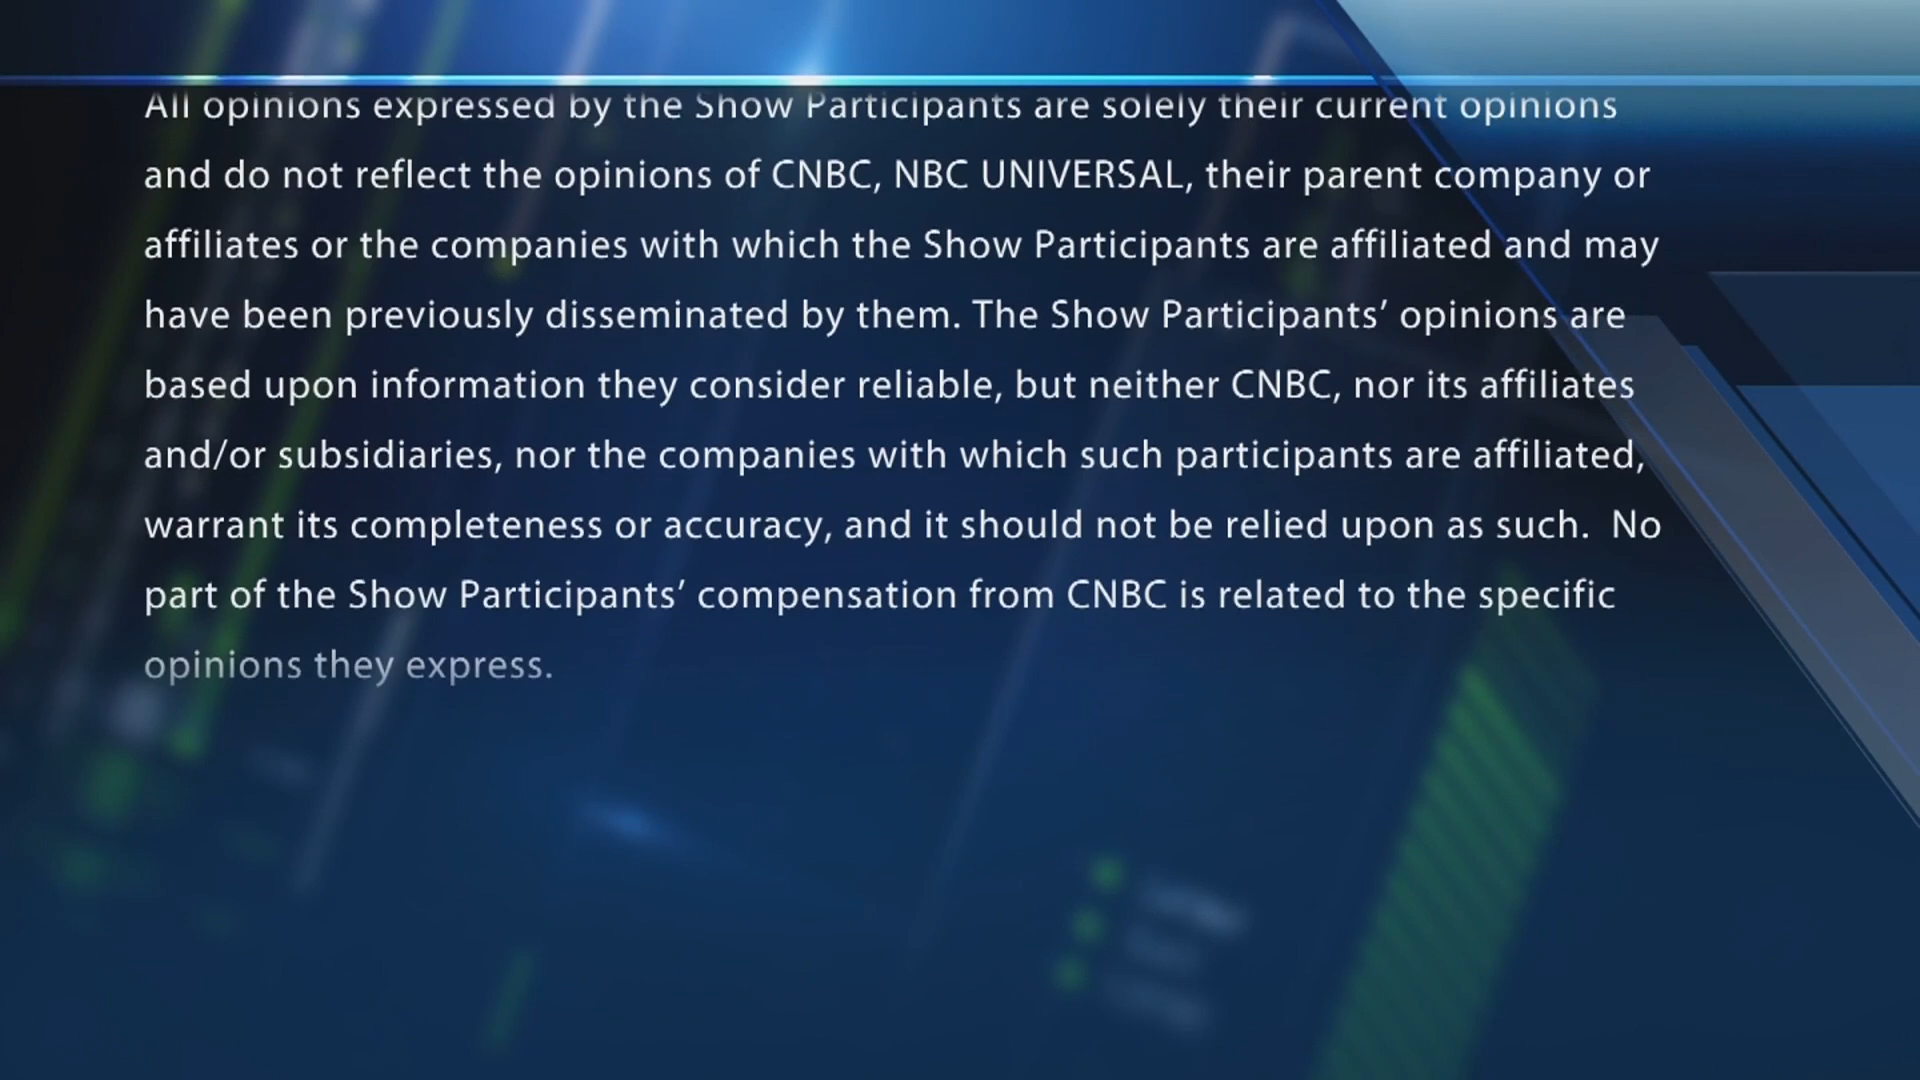 All opinions expressed by the Show Participants are solely their current opinions
and do not reflect the opinions of CNBC, NBC UNIVERSAL, their parent company or
affiliates or the companies with which the Show Participants are affiliated and may
have been previously disseminated by them. The Show Participants’ opinions are
based upon information they consider reliable, but neither CNBC, nor its affiliates
and/or subsidiaries, nor the companies with which such participants are affiliated,
warrant its completeness or accuracy, and it should not be relied upon as such.  No
part of the Show Participants’ compensation from CNBC is related to the specific
opinions they express.